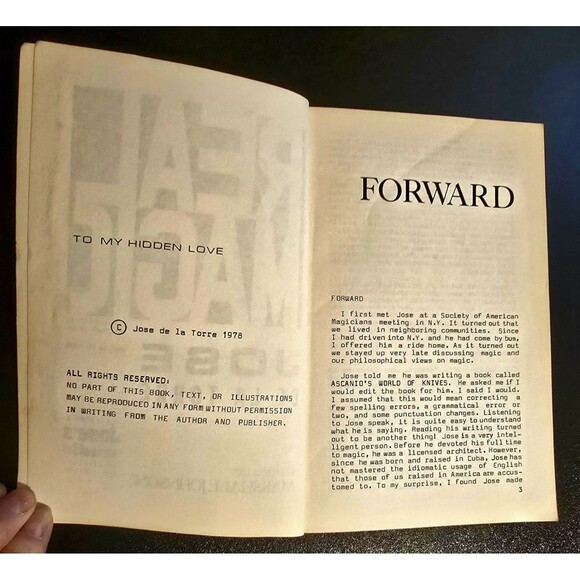 TO MY HIDDEN LOVE
© Jose de la Torre 1978
ALL RIGHTS RESERVED;
NO PART OF THIS BOOK, TEXT, OR ILLUSTRATIONS
MAY BE REPRODUCED IN ANY FORM WITHOUT PERMISSION
IN WRITING FROM THE AUTHOR AND PUBLISHER.
FORWARD
FORWARD
I first met Jose at a Society of American
Magicians meeting in N.Y. It turned out that
we lived in neighboring communities. Since
I had driven into N.Y. and he had come by bus,
I offered him a ride home. As it turned out
we stayed up very late discussing magic and
our philosophical views on magic.
Jose told me he was writing a book called
ASCANIO'S WORLD OF KNIVES. He asked me if I
would edit the book for him. I said I would.
I assumed that this would mean correcting a
few spelling errors, a grammatical error or
two, and some punctuation changes. Listening
to Jose speak, it is quite easy to understand
what he is saying. Reading his writing turned
out to be another thing! Jose is a very intel-
ligent person. Before he devoted his full time
to magic, he was a licensed architect. However,
since he was born and raised in Cuba, Jose has
not mastered the idiomatic usage of English
that those of us raised in America are accus-
tomed to. To my surprise, I found Jose made
3